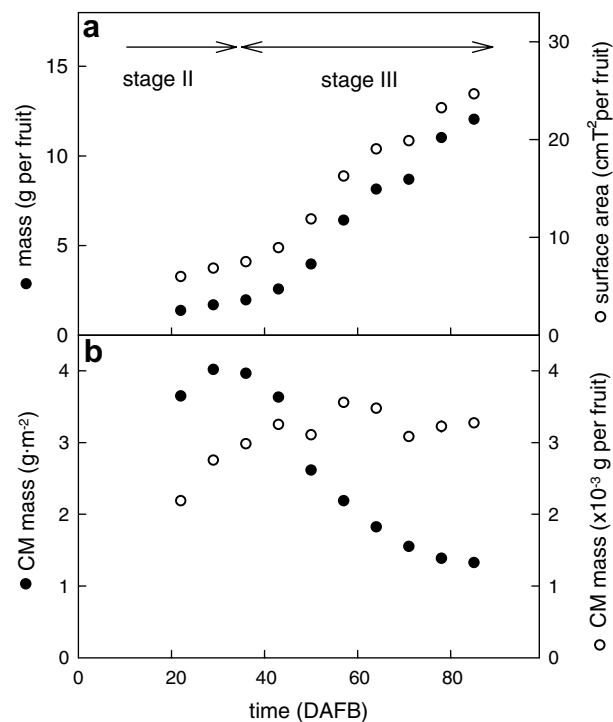 a
stage II
stage III
15
10
5
0
30
20
10
0
● mass (g per fruit)
○ surface area (cmT² per fruit)
b
4
3
2
1
0
4
3
2
1
0
● CM mass (g·m⁻²)
○ CM mass (x10⁻³ g per fruit)
0 20 40 60 80
time (DAFB)